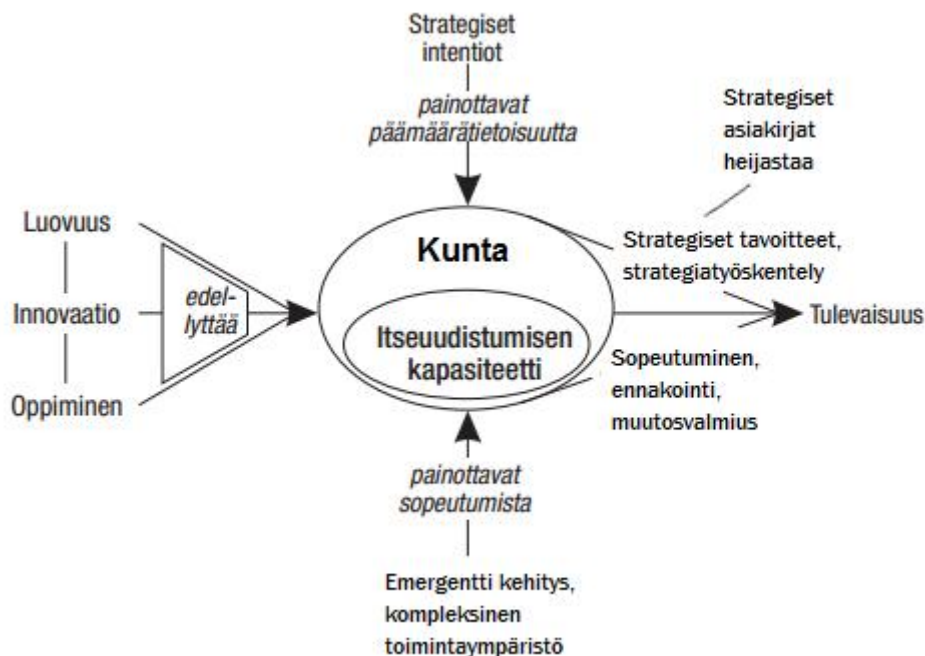 Strategiset
intentiot
painottavat
päämäärätietoisuutta
Strategiset
asiakirjat
heijastaa
Luovuus
Innovaatio
Oppiminen
edel-
lyttää
Kunta
Itseuudistumisen
kapasiteetti
Strategiset tavoitteet,
strategiatyöskentely
Tulevaisuus
Sopeutuminen,
ennakointi,
muutosvalmius
painottavat
sopeutumista
Emergentti kehitys,
kompleksinen
toimintaympäristö